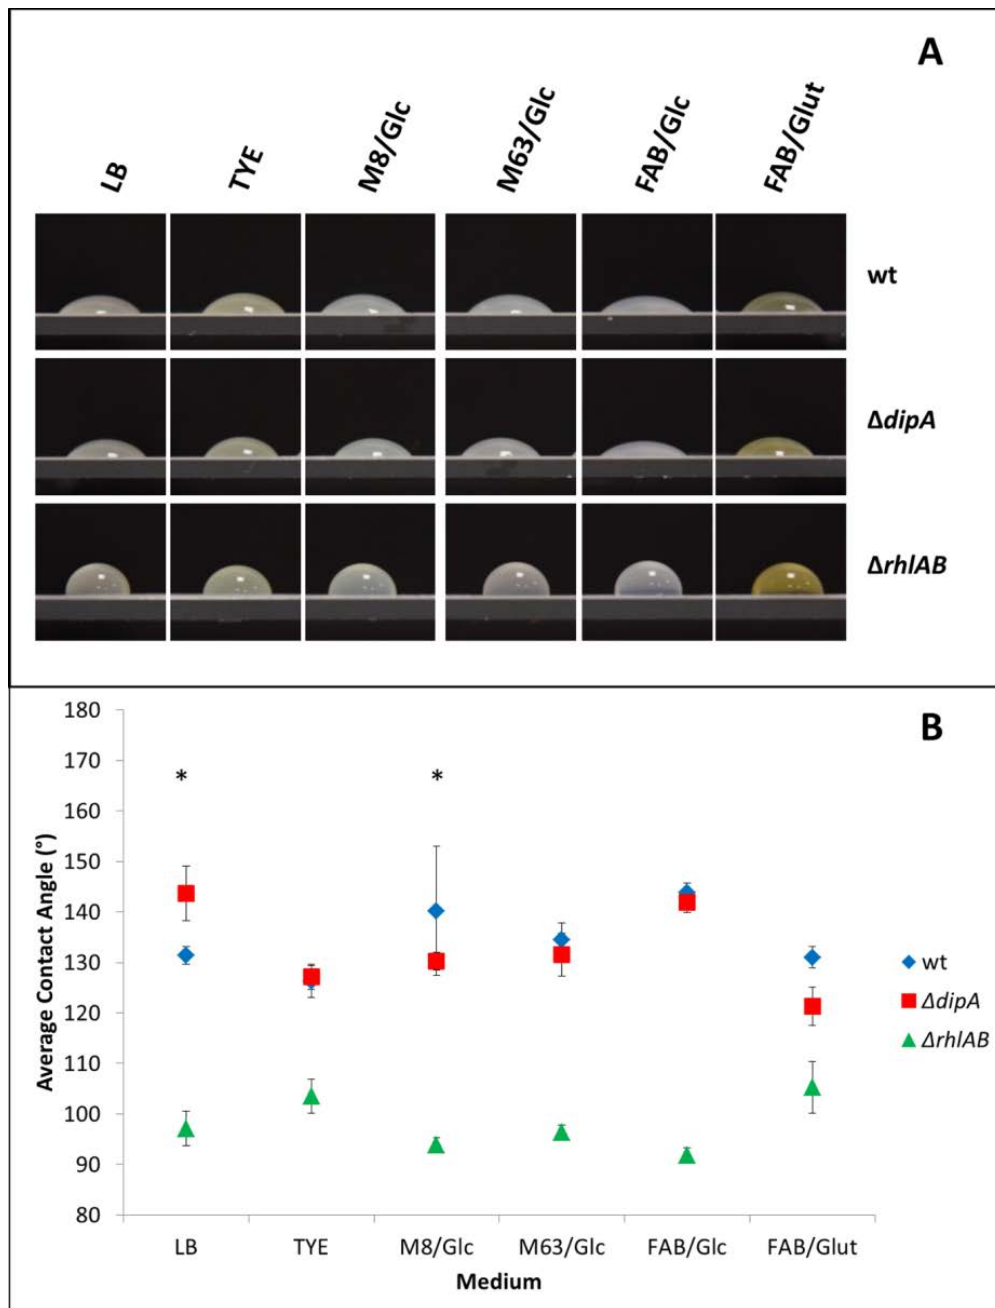 A
LB TYE M8/Glc M63/Glc FAB/Glc FAB/Glut
wt
ΔdipA
ΔrhlAB
B
180
170
160
150
140
130
120
110
100
90
80
Average Contact Angle (°)
* *
wt
ΔdipA
ΔrhlAB
LB TYE M8/Glc M63/Glc FAB/Glc FAB/Glut
Medium